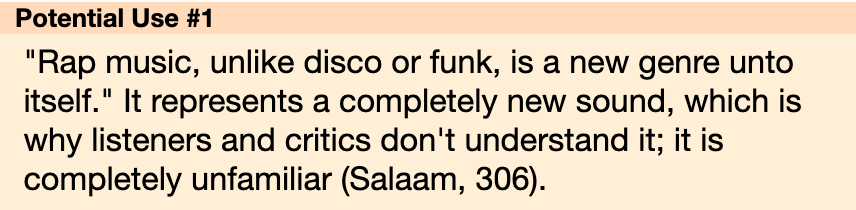 Potential Use #1
"Rap music, unlike disco or funk, is a new genre unto
itself." It represents a completely new sound, which is
why listeners and critics don't understand it; it is
completely unfamiliar (Salaam, 306).